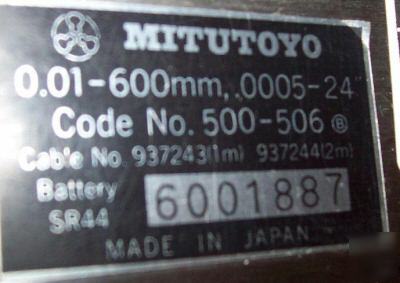 MITUTOYO
0.01-600mm, .0005-24"
Code No. 500-506 Ⓑ
Cable No. 937243(1m) 937244(2m)
Battery 6001887
SR44
MADE IN JAPAN